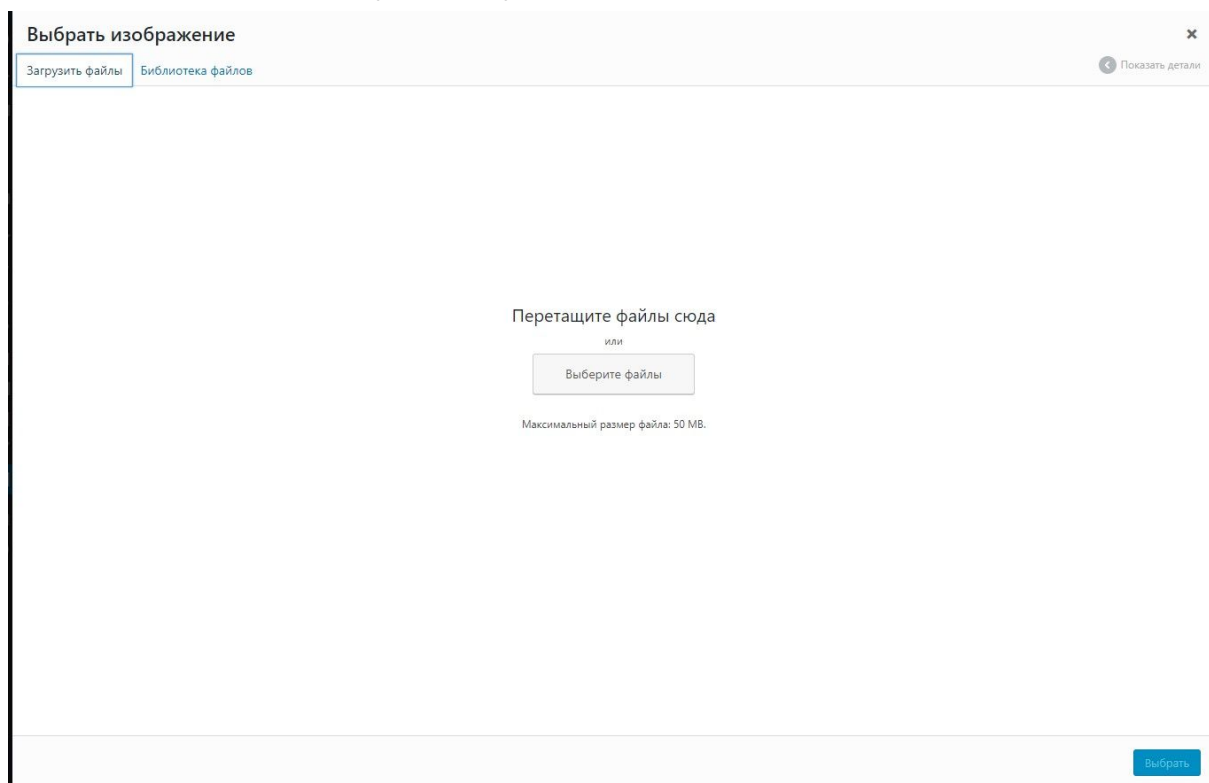 Выбрать изображение
Загрузить файлы Библиотека файлов Показать детали
Перетащите файлы сюда
или
Выберите файлы
Максимальный размер файла: 50 MB.
Выбрать